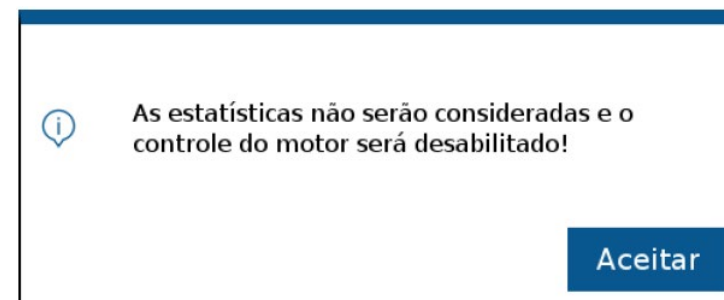 As estatísticas não serão consideradas e o
controle do motor será desabilitado!
Aceitar